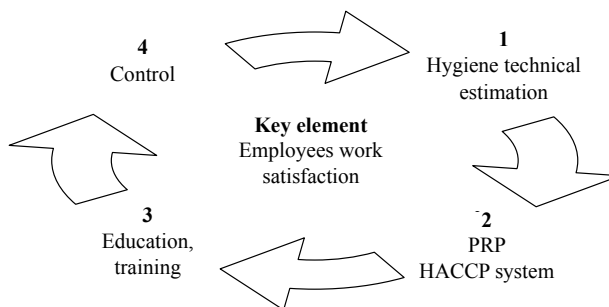 4
Control
1
Hygiene technical
estimation
Key element
Employees work
satisfaction
3
Education,
training
2
PRP
HACCP system